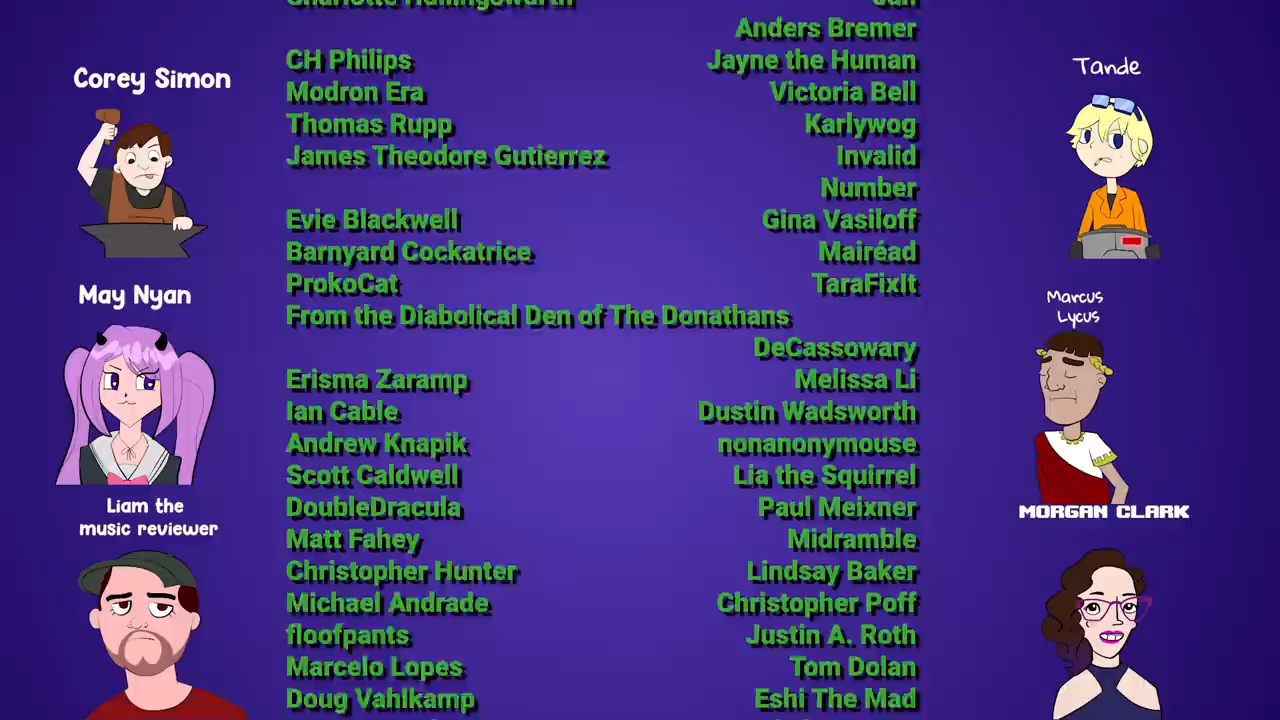 Charlotte Hollingsworth
Anders Bremer
CH Philips Jayne the Human
Modron Era Victoria Bell
Thomas Rupp Karlywog
James Theodore Gutierrez Invalid
Number
Evie Blackwell Gina Vasiloff
Barnyard Cockatrice Mairéad
ProkoCat TaraFixIt
From the Diabolical Den of The Donathans
DeCassowary
Erisma Zaramp Melissa Li
Ian Cable Dustin Wadsworth
Andrew Knapik nonanonymouse
Scott Caldwell Lia the Squirrel
DoubleDracula Paul Meixner
Matt Fahey Midramble
Christopher Hunter Lindsay Baker
Michael Andrade Christopher Poff
floofpants Justin A. Roth
Marcelo Lopes Tom Dolan
Doug Vahlkamp Eshi The Mad
Corey Simon
May Nyan
Liam the
music reviewer
Tande
Marcus
Lycus
MORGAN CLARK